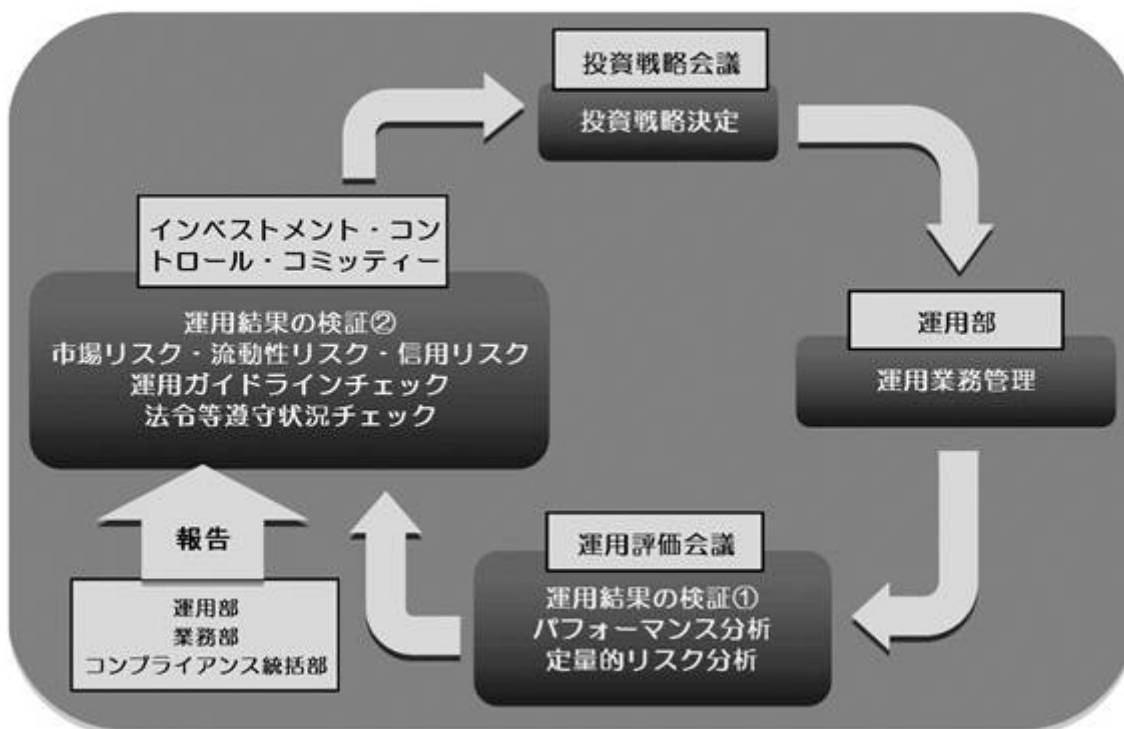 投資戦略会議
投資戦略決定
インベストメント・コン
トロール・コミッティー
運用結果の検証②
市場リスク・流動性リスク・信用リスク
運用ガイドラインチェック
法令等遵守状況チェック
運用部
運用業務管理
運用評価会議
運用結果の検証①
パフォーマンス分析
定量的リスク分析
報告
運用部
業務部
コンプライアンス統括部